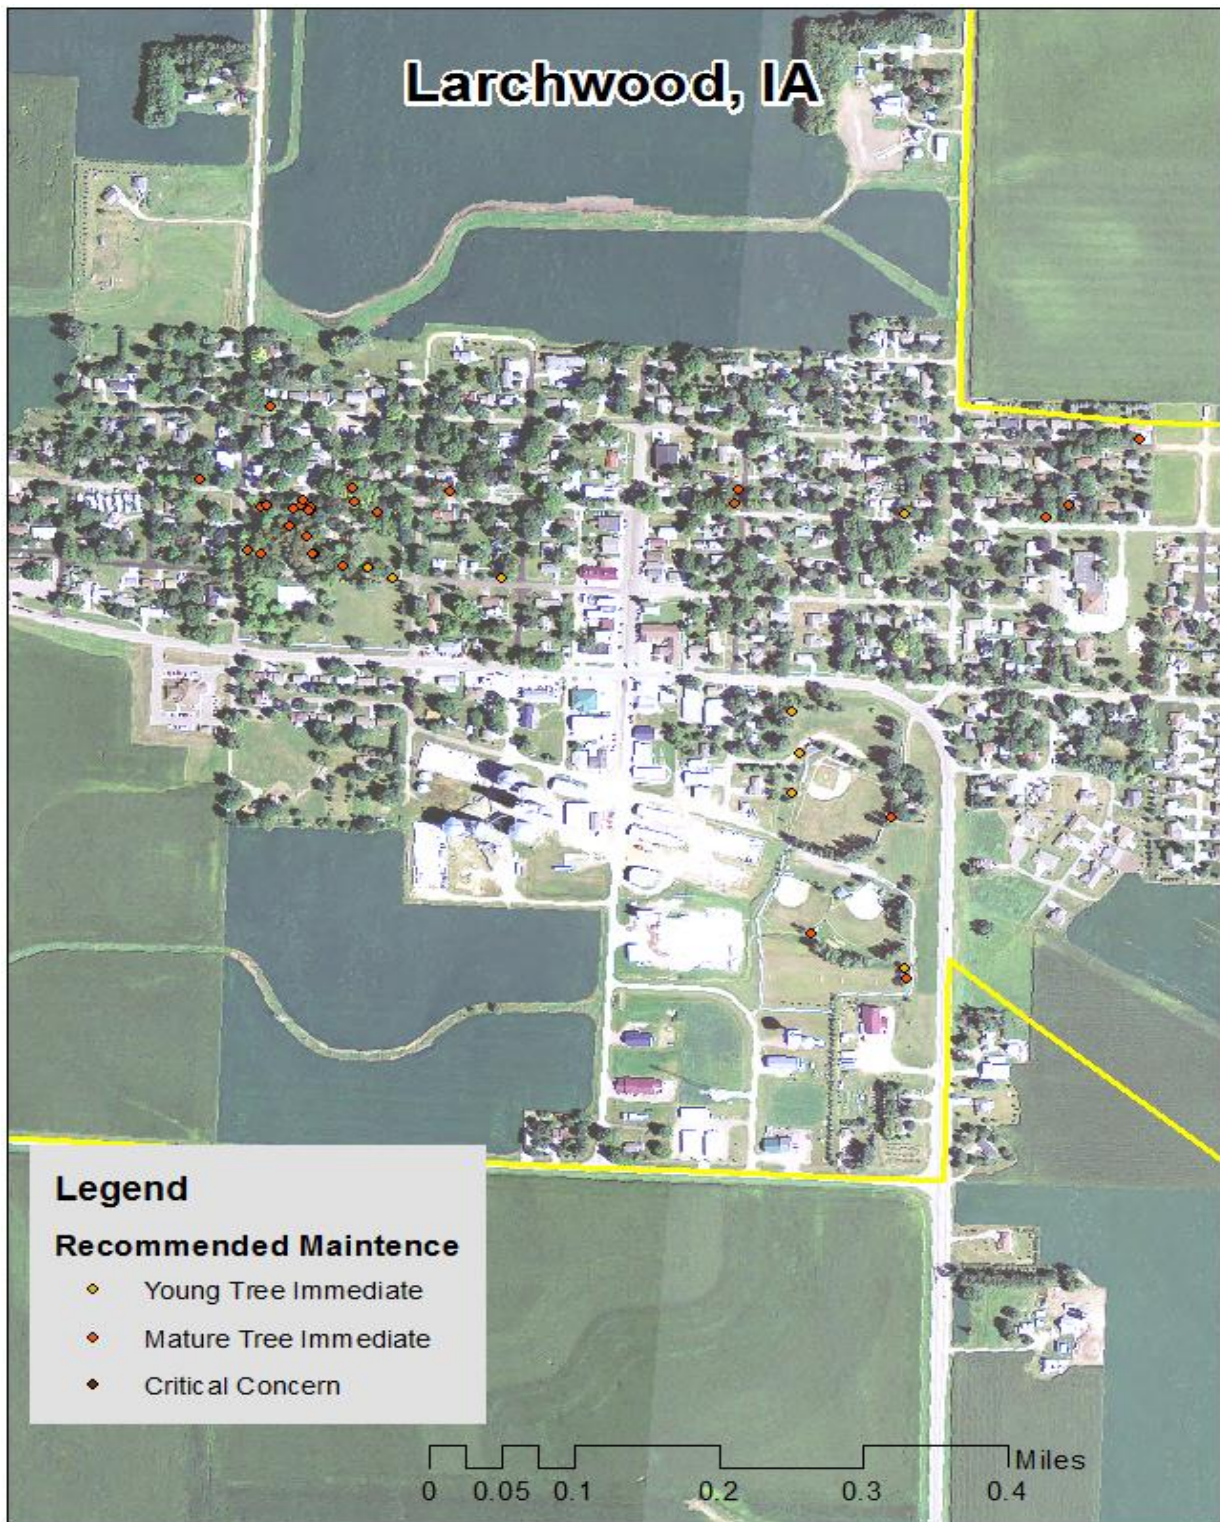 Larchwood, IA
Legend
Recommended Maintence
Young Tree Immediate
Mature Tree Immediate
Critical Concern
Miles
0 0.05 0.1 0.2 0.3 0.4